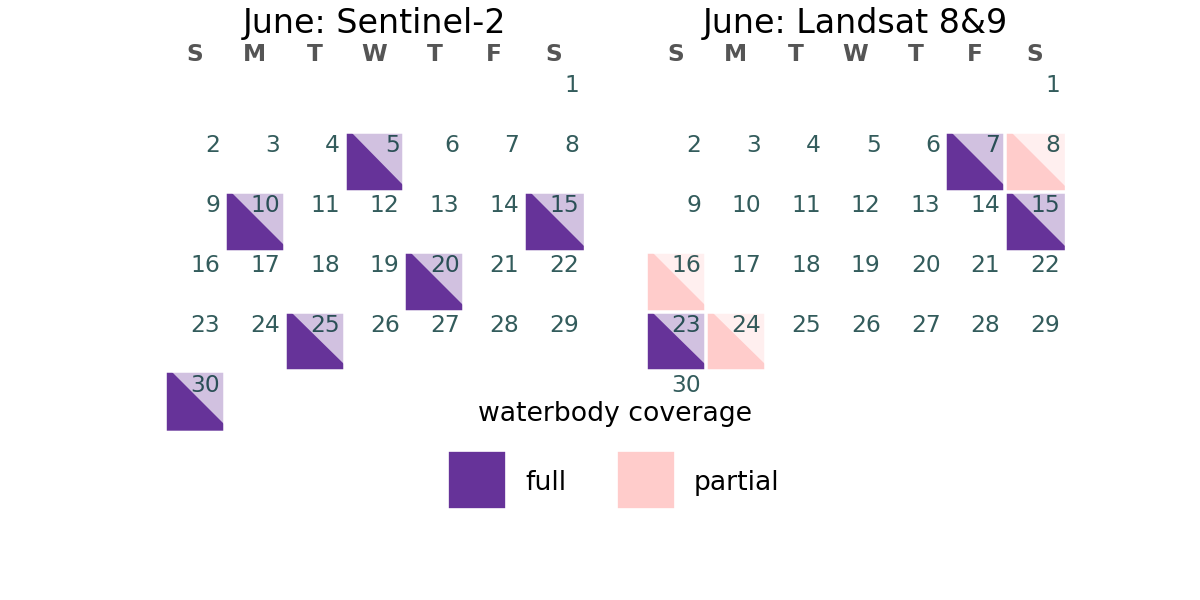 June: Sentinel-2
S M T W T F S
1
2 3 4 5 6 7 8
9 10 11 12 13 14 15
16 17 18 19 20 21 22
23 24 25 26 27 28 29
30
June: Landsat 8&9
S M T W T F S
1
2 3 4 5 6 7 8
9 10 11 12 13 14 15
16 17 18 19 20 21 22
23 24 25 26 27 28 29
30
waterbody coverage
full partial